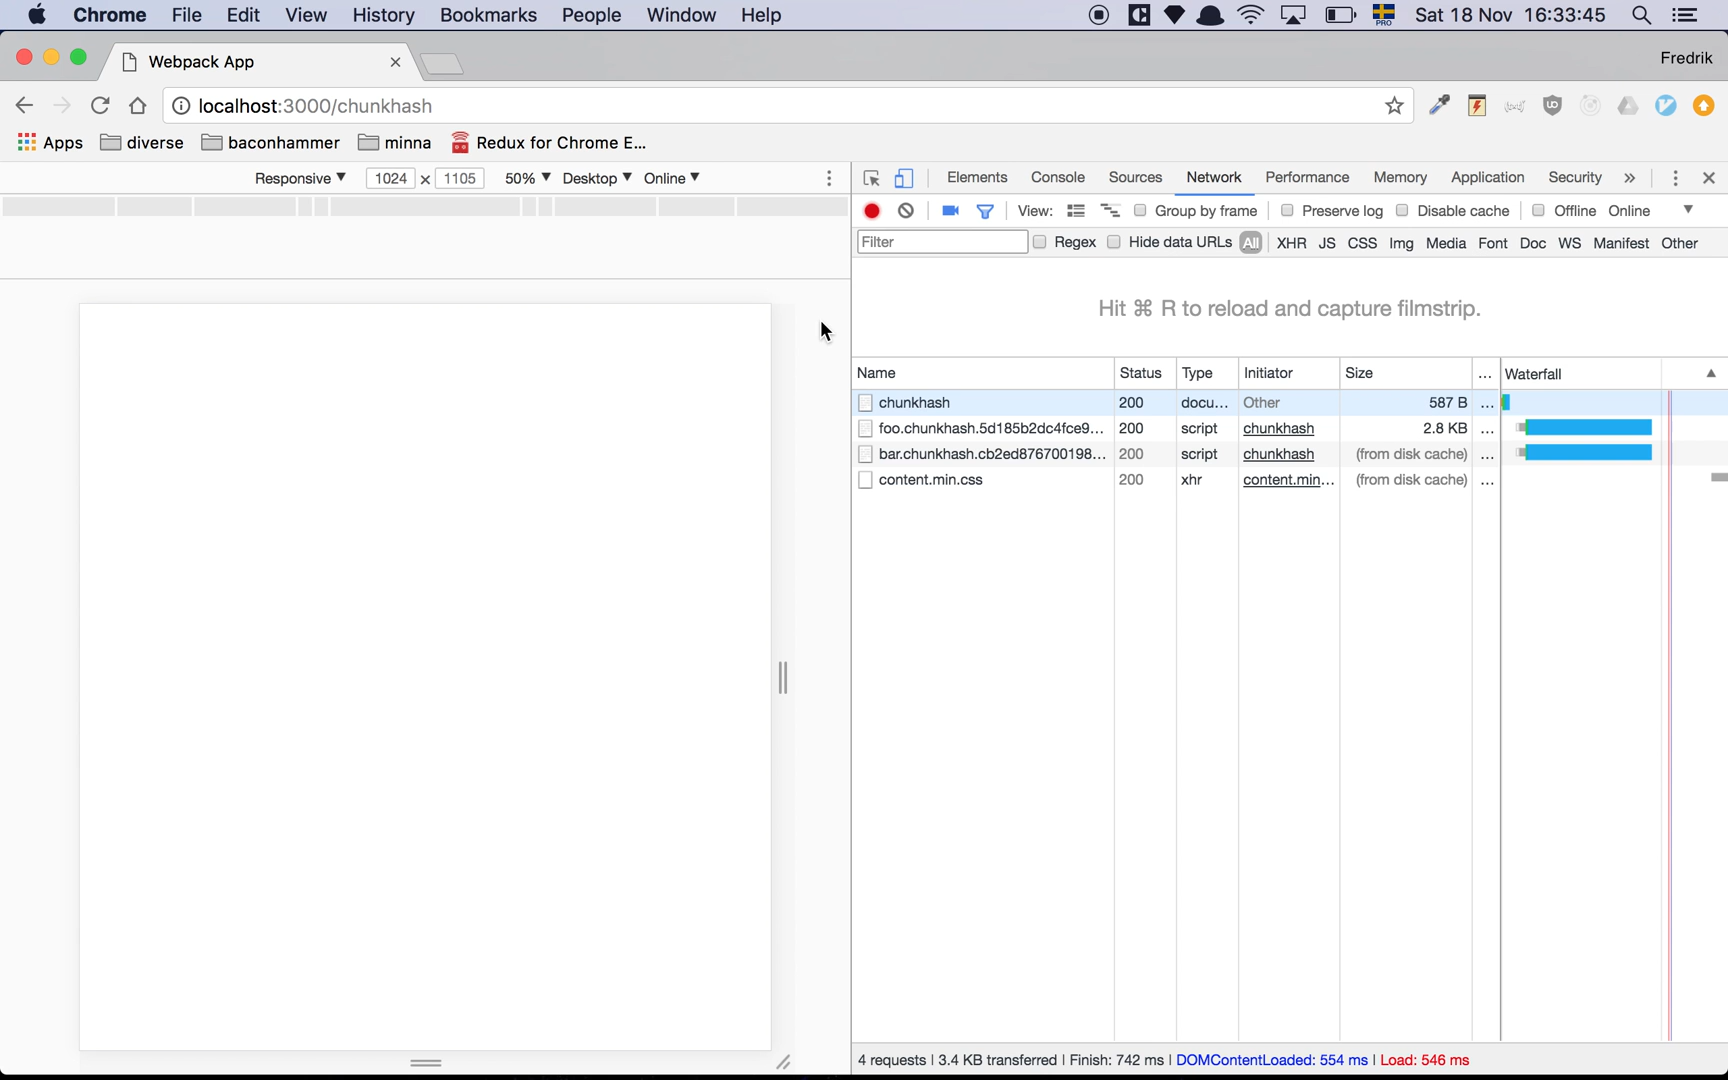 Chrome File Edit View History Bookmarks People Window Help PRO Sat 18 Nov 16:33:45
Webpack App Fredrik
localhost:3000/chunkhash
Apps diverse baconhammer minna Redux for Chrome E...
Responsive ▼ 1024 x 1105 50% ▼ Desktop ▼ Online ▼ Elements Console Sources Network Performance Memory Application Security »
View: Group by frame Preserve log Disable cache Offline Online ▼
Filter Regex Hide data URLs All XHR JS CSS Img Media Font Doc WS Manifest Other
Hit ⌘ R to reload and capture filmstrip.
Name Status Type Initiator Size ... Waterfall ▲
chunkhash 200 docu... Other 587 B ...
foo.chunkhash.5d185b2dc4fce9... 200 script chunkhash 2.8 KB ...
bar.chunkhash.cb2ed876700198... 200 script chunkhash (from disk cache) ...
content.min.css 200 xhr content.min... (from disk cache) ...
4 requests | 3.4 KB transferred | Finish: 742 ms | DOMContentLoaded: 554 ms | Load: 546 ms